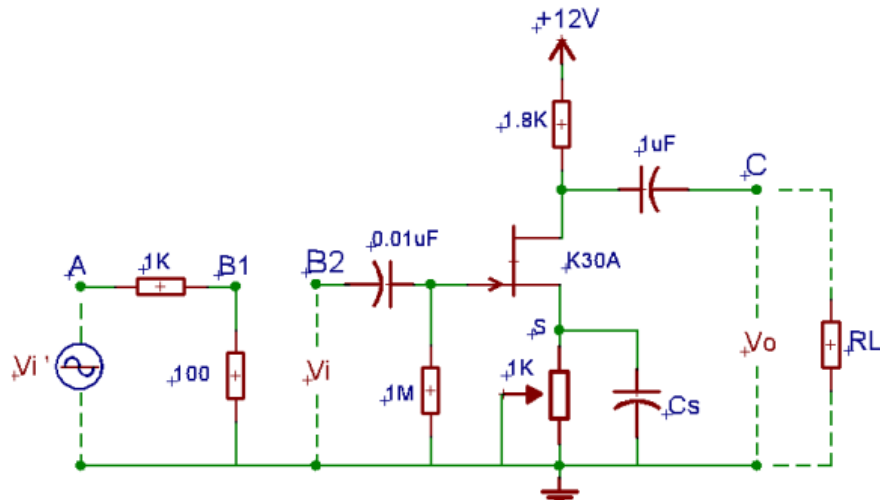 +12V
1.8K
1uF
C
0.01uF
A
1K
B1
B2
K30A
S
Vi'
100
Vi
1M
1K
Cs
Vo
RL